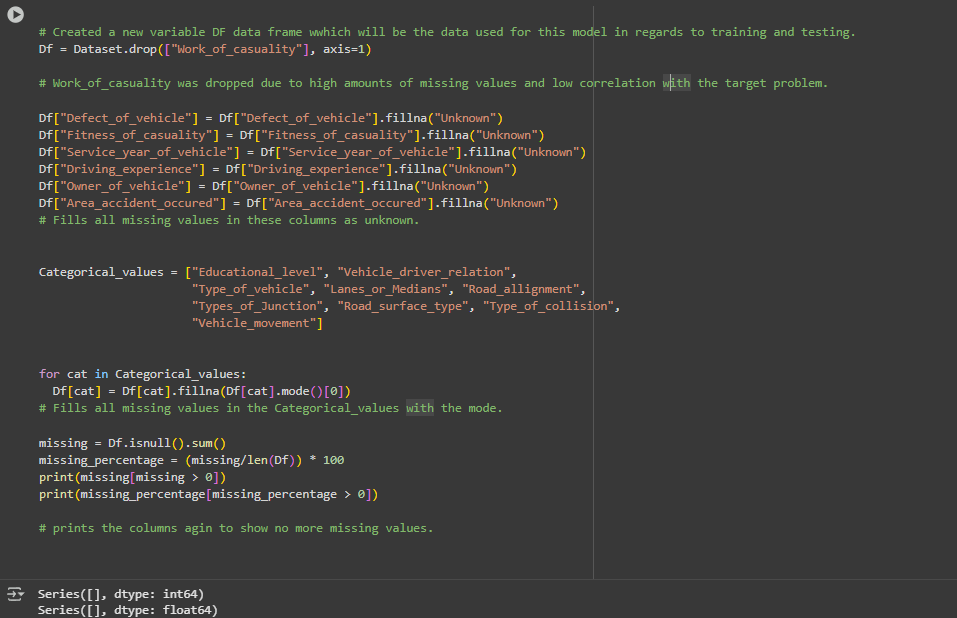 # Created a new variable DF data frame wwhich will be the data used for this model in regards to training and testing.
Df = Dataset.drop(["Work_of_casuality"], axis=1)
# Work_of_casuality was dropped due to high amounts of missing values and low correlation with the target problem.
Df["Defect_of_vehicle"] = Df["Defect_of_vehicle"].fillna("Unknown")
Df["Fitness_of_casuality"] = Df["Fitness_of_casuality"].fillna("Unknown")
Df["Service_year_of_vehicle"] = Df["Service_year_of_vehicle"].fillna("Unknown")
Df["Driving_experience"] = Df["Driving_experience"].fillna("Unknown")
Df["Owner_of_vehicle"] = Df["Owner_of_vehicle"].fillna("Unknown")
Df["Area_accident_occured"] = Df["Area_accident_occured"].fillna("Unknown")
# Fills all missing values in these columns as unknown.
Categorical_values = ["Educational_level", "Vehicle_driver_relation",
"Type_of_vehicle", "Lanes_or_Medians", "Road_allignment",
"Types_of_Junction", "Road_surface_type", "Type_of_collision",
"Vehicle_movement"]
for cat in Categorical_values:
Df[cat] = Df[cat].fillna(Df[cat].mode()[0])
# Fills all missing values in the Categorical_values with the mode.
missing = Df.isnull().sum()
missing_percentage = (missing/len(Df)) * 100
print(missing[missing > 0])
print(missing_percentage[missing_percentage > 0])
# prints the columns agin to show no more missing values.
Series([], dtype: int64)
Series([], dtype: float64)